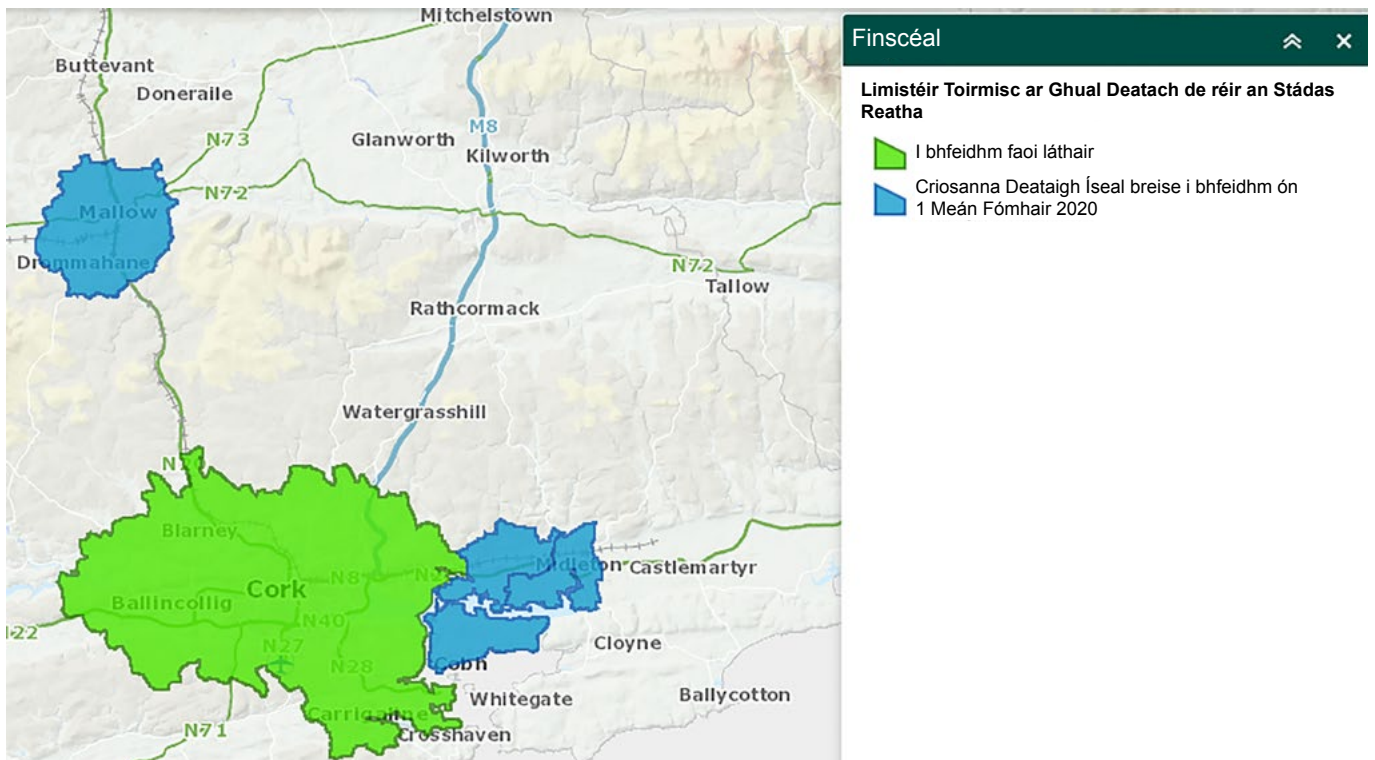 Mitchelstown
Buttevant
Doneraile
N73
Glanworth
M8
Kilworth
N72
Mallow
Drommahane
N72
Tallow
Rathcormack
Watergrasshill
Blarney
Midleton
Castlemartyr
N8
Cork
Ballincollig
N40
N22
N27
N28
Cobh
Cloyne
Whitegate
Ballycotton
Carrigaline
N71
Crosshaven
Finscéal
Limistéir Toirmisc ar Ghual Deatach de réir an Stádas
Reatha
I bhfeidhm faoi láthair
Criosanna Deataigh Íseal breise i bhfeidhm ón
1 Meán Fómhair 2020